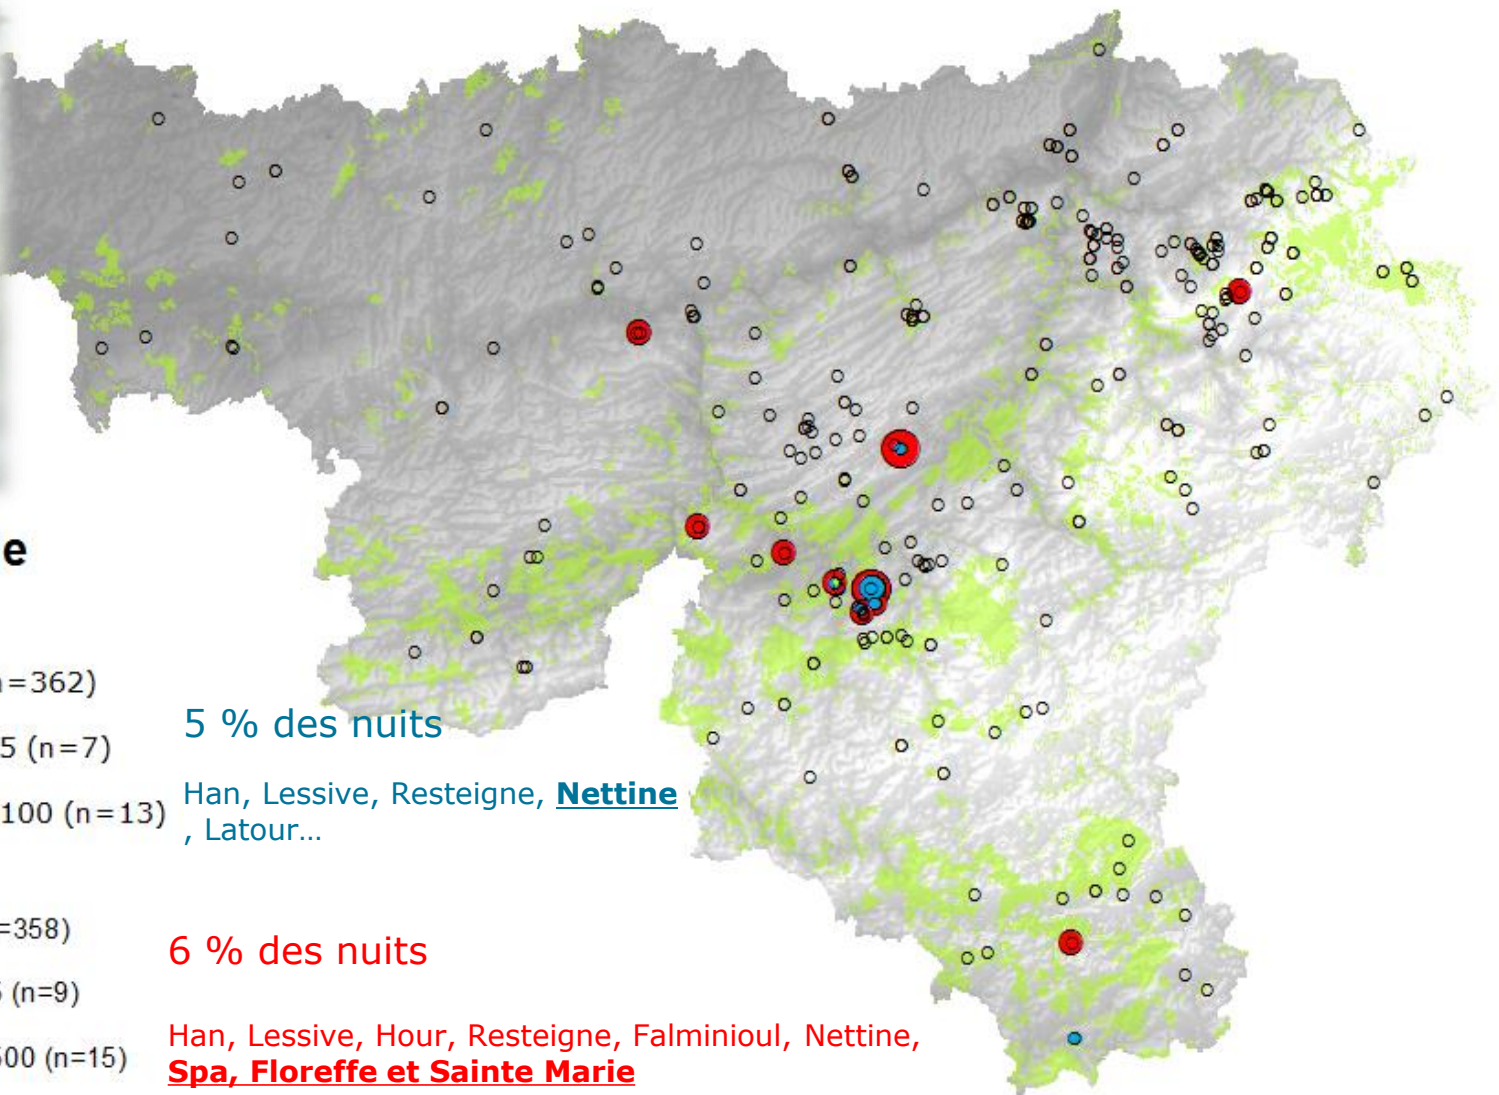 e
=362)
5 (n=7)
100 (n=13)
5 % des nuits
Han, Lessive, Resteigne, Nettine
, Latour…
=358)
(n=9)
500 (n=15)
6 % des nuits
Han, Lessive, Hour, Resteigne, Falminioul, Nettine,
Spa, Floreffe et Sainte Marie